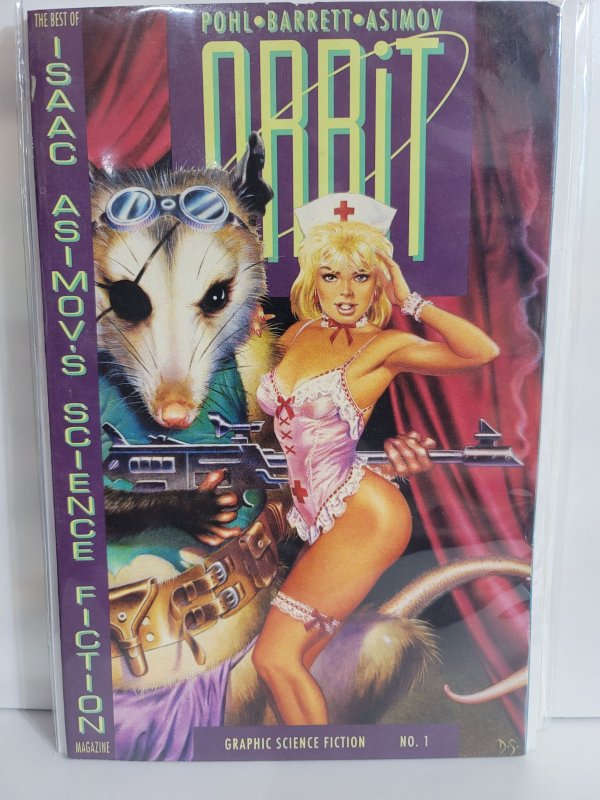 THE BEST OF
ISAAC ASIMOV'S SCIENCE FICTION
MAGAZINE
POHL•BARRETT•ASIMOV
ORBiT
GRAPHIC SCIENCE FICTION NO. 1
D.S.